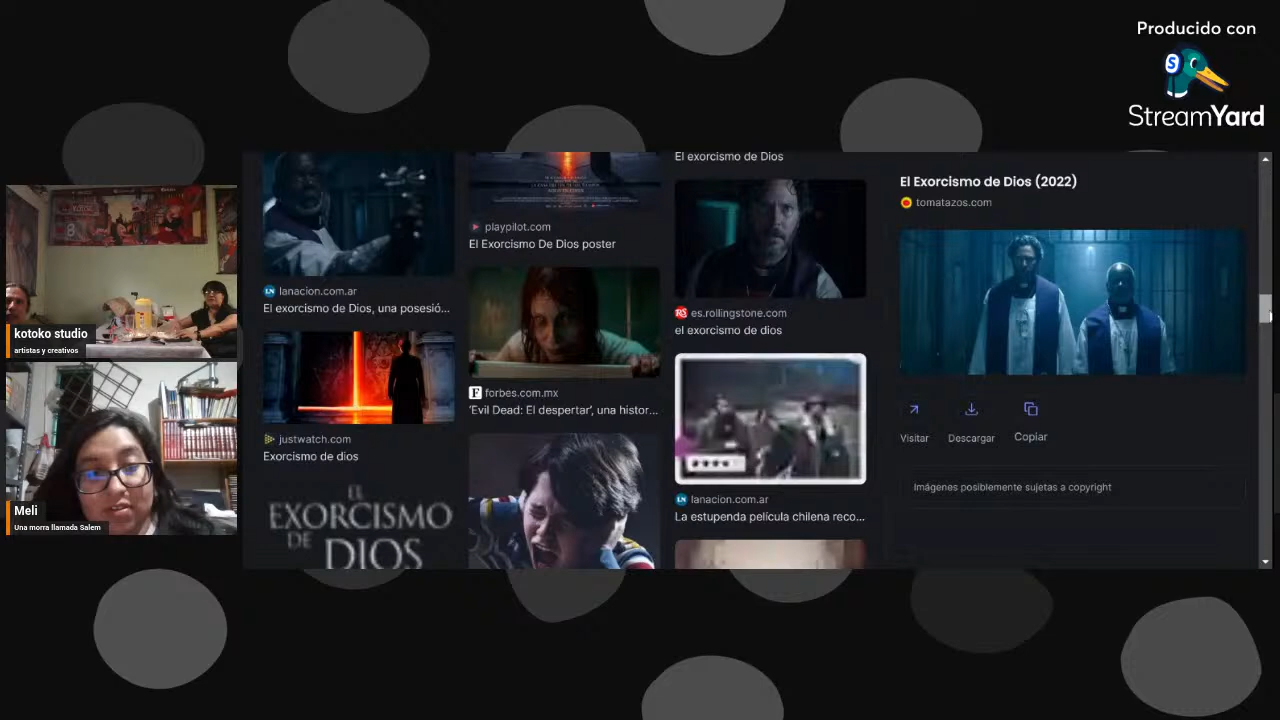 Producido con
StreamYard
kotoko studio
artistas y creativos
Meli
Una morra llamada Salem
lanacion.com.ar
El exorcismo de Dios, una posesió...
justwatch.com
Exorcismo de dios
EL
EXORCISMO
DE DIOS
playpilot.com
El Exorcismo De Dios poster
F forbes.com.mx
'Evil Dead: El despertar', una histor...
El exorcismo de Dios
es.rollingstone.com
el exorcismo de dios
lanacion.com.ar
La estupenda película chilena reco...
El Exorcismo de Dios (2022)
tomatazos.com
Visitar
Descargar
Copiar
Imágenes posiblemente sujetas a copyright